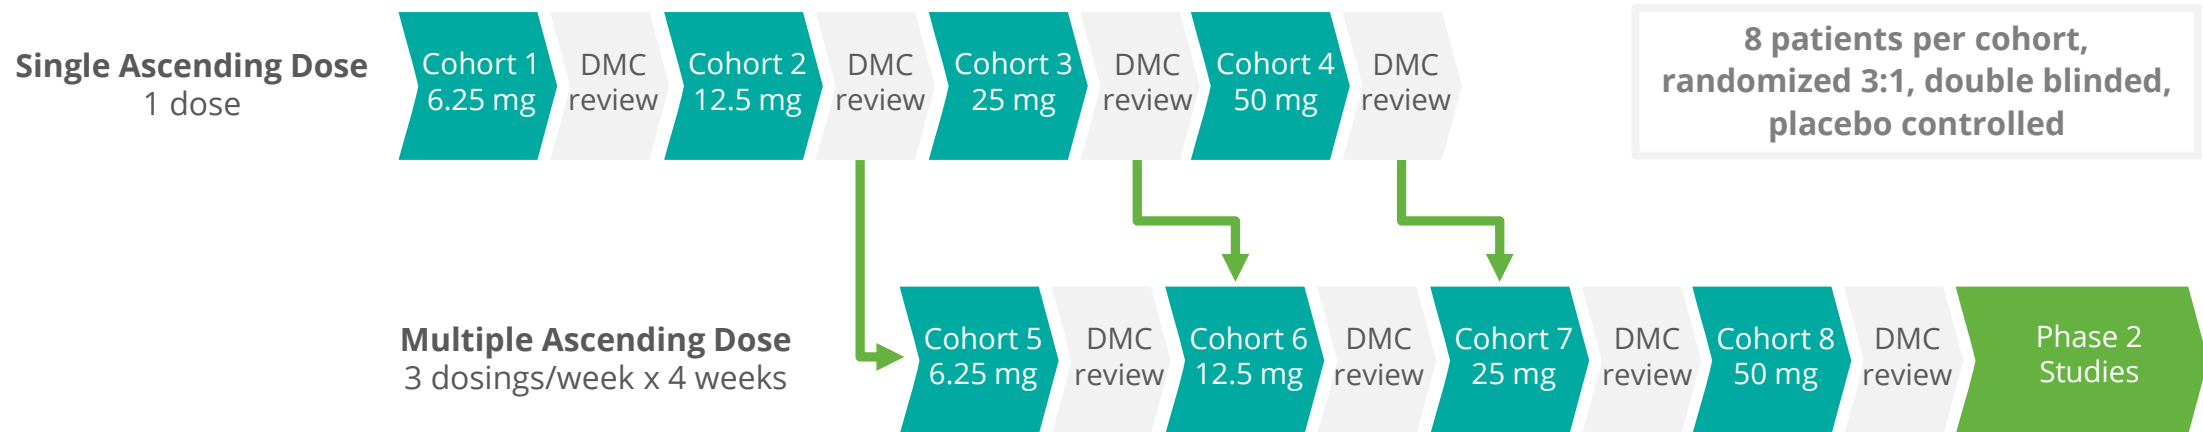 Single Ascending Dose
1 dose
Cohort 1
6.25 mg
DMC
review
Cohort 2
12.5 mg
DMC
review
Cohort 3
25 mg
DMC
review
Cohort 4
50 mg
DMC
review
8 patients per cohort,
randomized 3:1, double blinded,
placebo controlled
Multiple Ascending Dose
3 dosings/week x 4 weeks
Cohort 5
6.25 mg
DMC
review
Cohort 6
12.5 mg
DMC
review
Cohort 7
25 mg
DMC
review
Cohort 8
50 mg
DMC
review
Phase 2
Studies